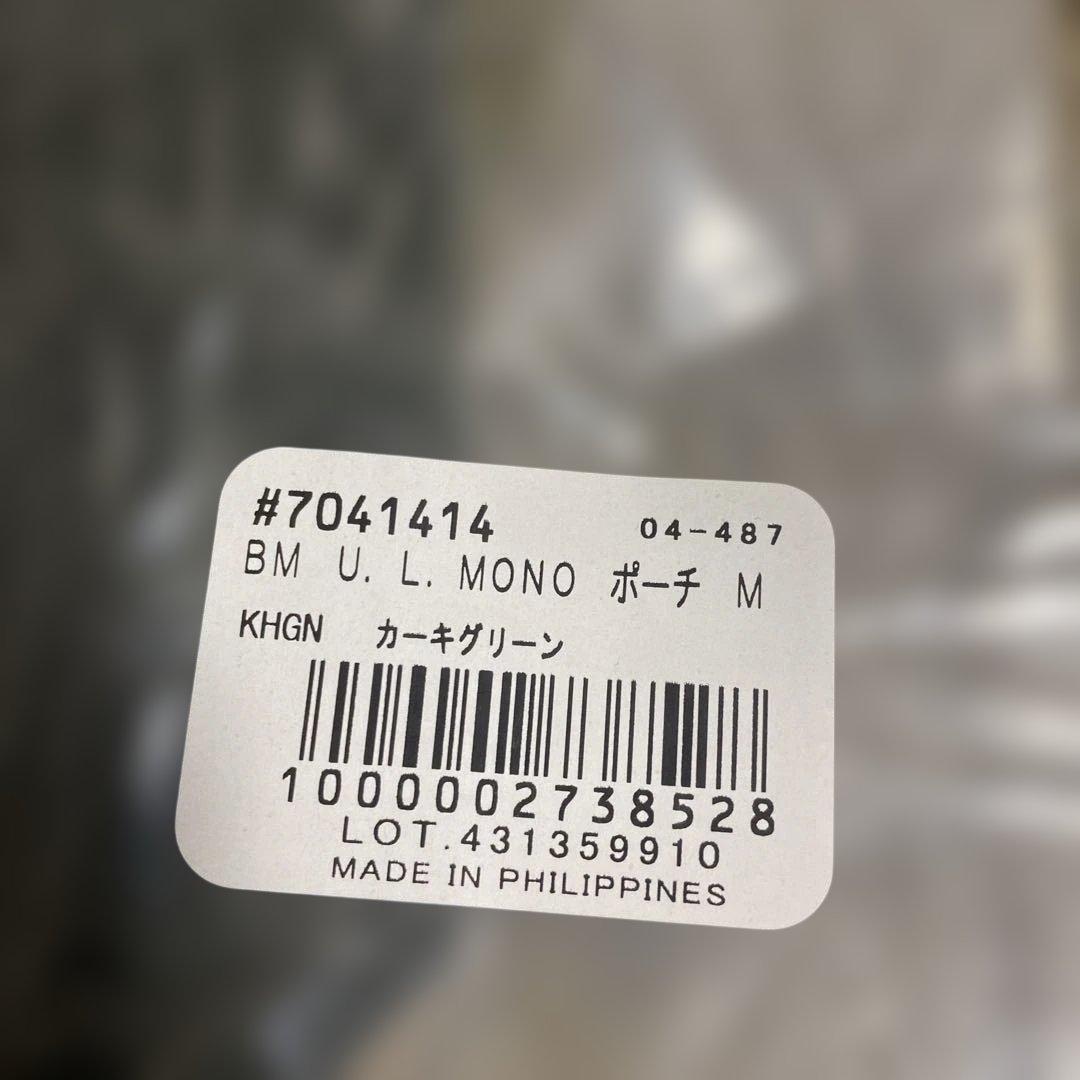 #7041414 04-487
BM U. L. MONO ポーチ M
KHGN カーキグリーン
1000002738528
LOT.431359910
MADE IN PHILIPPINES